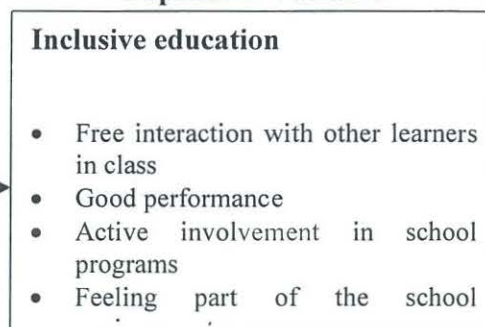 Inclusive education
• Free interaction with other learners
in class
• Good performance
• Active involvement in school
programs
• Feeling part of the school